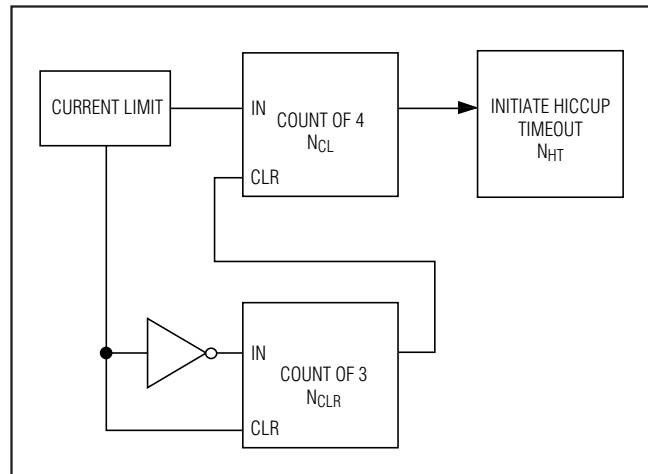 CURRENT LIMIT
IN
COUNT OF 4
NCL
CLR
INITIATE HICCUP
TIMEOUT
NHT
IN
COUNT OF 3
NCLR
CLR